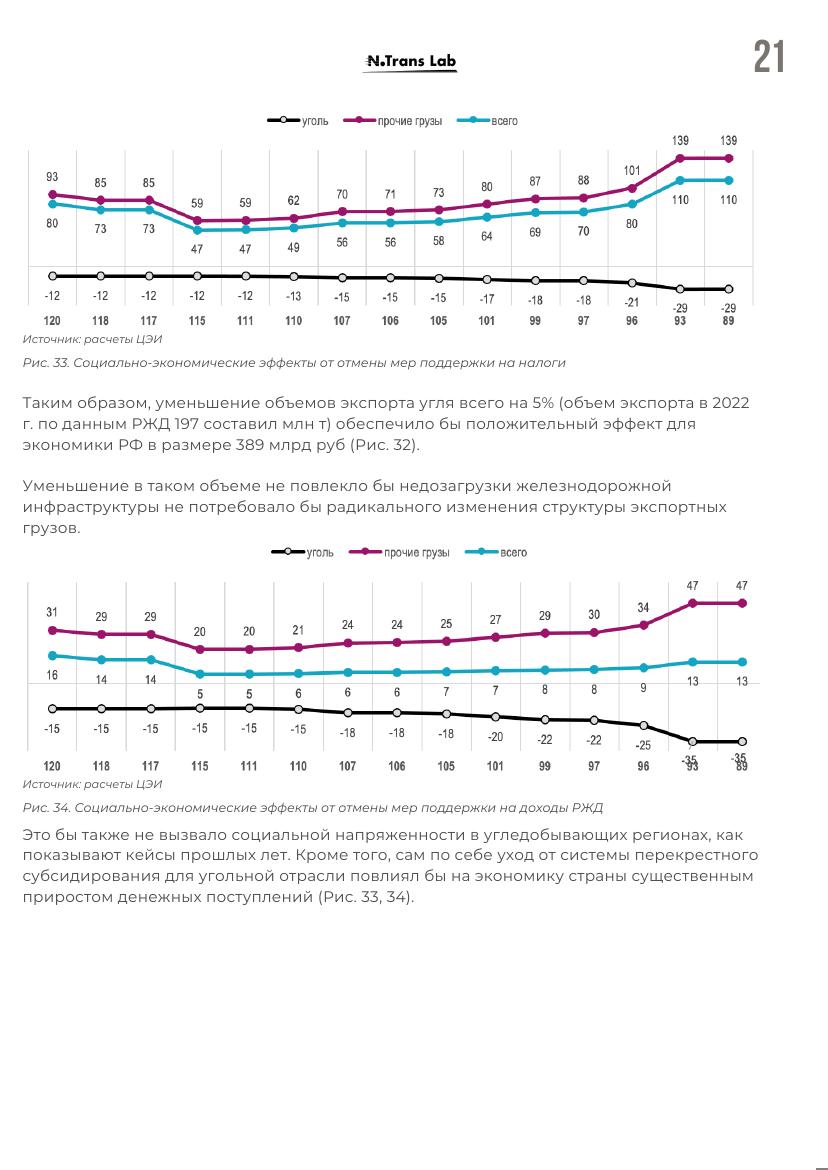 N.Trans Lab
21
уголь прочие грузы всего
139 139
93 85 85 59 59 62 70 71 73 80 87 88 101
80 73 73 47 47 49 56 56 58 64 69 70 80 110 110
-12 -12 -12 -12 -12 -13 -15 -15 -15 -17 -18 -18 -21 -29 -29
120 118 117 115 111 110 107 106 105 101 99 97 96 93 89
Источник: расчеты ЦЭИ
Рис. 33. Социально-экономические эффекты от отмены мер поддержки на налоги
Таким образом, уменьшение объемов экспорта угля всего на 5% (объем экспорта в 2022
г. по данным РЖД 197 составил млн т) обеспечило бы положительный эффект для
экономики РФ в размере 389 млрд руб (Рис. 32).
Уменьшение в таком объеме не повлекло бы недозагрузки железнодорожной
инфраструктуры не потребовало бы радикального изменения структуры экспортных
грузов.
уголь прочие грузы всего
31 29 29 20 20 21 24 24 25 27 29 30 34 47 47
16 14 14 5 5 6 6 6 7 7 8 8 9 13 13
-15 -15 -15 -15 -15 -15 -18 -18 -18 -20 -22 -22 -25 -35 -35
120 118 117 115 111 110 107 106 105 101 99 97 96 93 89
Источник: расчеты ЦЭИ
Рис. 34. Социально-экономические эффекты от отмены мер поддержки на доходы РЖД
Это бы также не вызвало социальной напряженности в угледобывающих регионах, как
показывают кейсы прошлых лет. Кроме того, сам по себе уход от системы перекрестного
субсидирования для угольной отрасли повлиял бы на экономику страны существенным
приростом денежных поступлений (Рис. 33, 34).